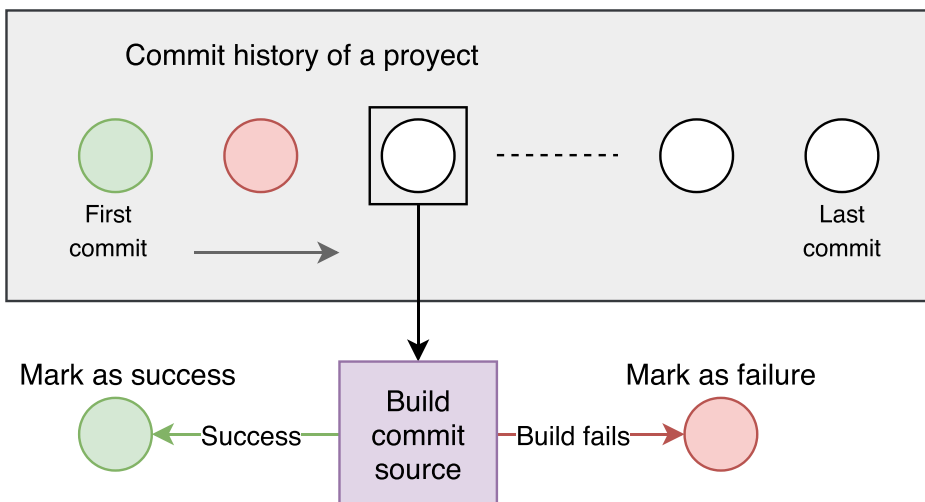 Commit history of a proyect
First
commit
Last
commit
Mark as success
Mark as failure
Build
commit
source
Success
Build fails